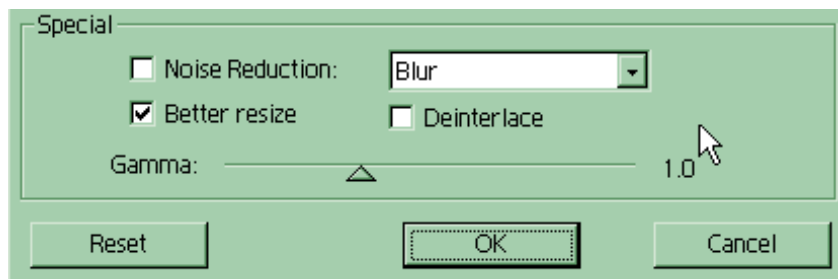 Special
Noise Reduction: Blur
Better resize Deinterlace
Gamma: 1.0
Reset OK Cancel